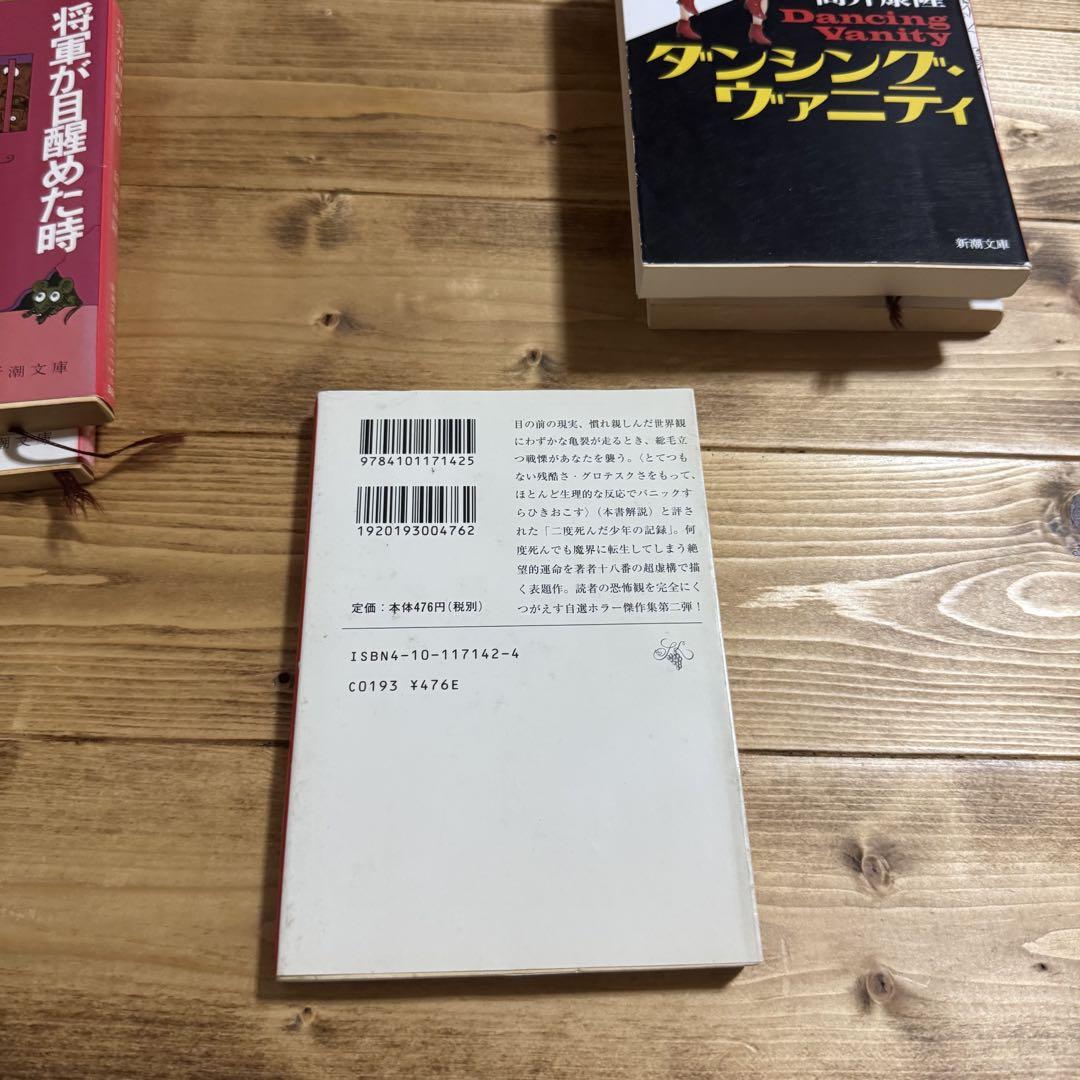 将軍が目醒めた時
潮文庫
文庫
筒井康隆
Dancing
Vanity
ダンシング・
ヴァニティ
新潮文庫
9784101171425
1920193004762
定価：本体476円（税別）
ISBN4-10-117142-4
C0193 ¥476E
目の前の現実、慣れ親しんだ世界観
にわずかな亀裂が走るとき、総毛立
つ戦慄があなたを襲う。〈とてつも
ない残酷さ・グロテスクさをもって、
ほとんど生理的な反応でパニックす
らひきおこす〉（本書解説）と評さ
れた「二度死んだ少年の記録」。何
度死んでも魔界に転生してしまう絶
望的運命を著者十八番の超虚構で描
く表題作。読者の恐怖観を完全にく
つがえす自選ホラー傑作集第二弾！